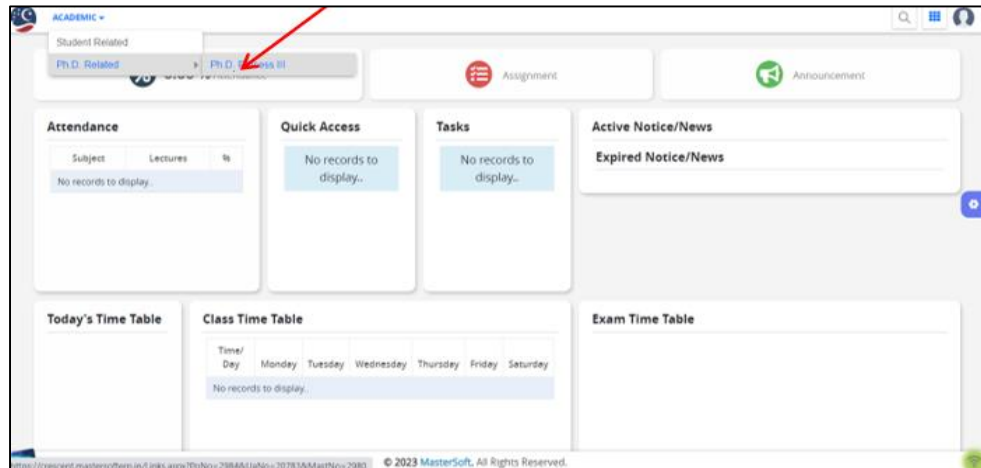 ACADEMIC
Student Related
Ph.D. Related
Ph.D. Process III
Assignment
Announcement
Attendance
Subject Lectures %
No records to display..
Quick Access
No records to
display..
Tasks
No records to
display..
Active Notice/News
Expired Notice/News
Today's Time Table
Class Time Table
Time/
Day Monday Tuesday Wednesday Thursday Friday Saturday
No records to display.
Exam Time Table
© 2023 MasterSoft. All Rights Reserved.